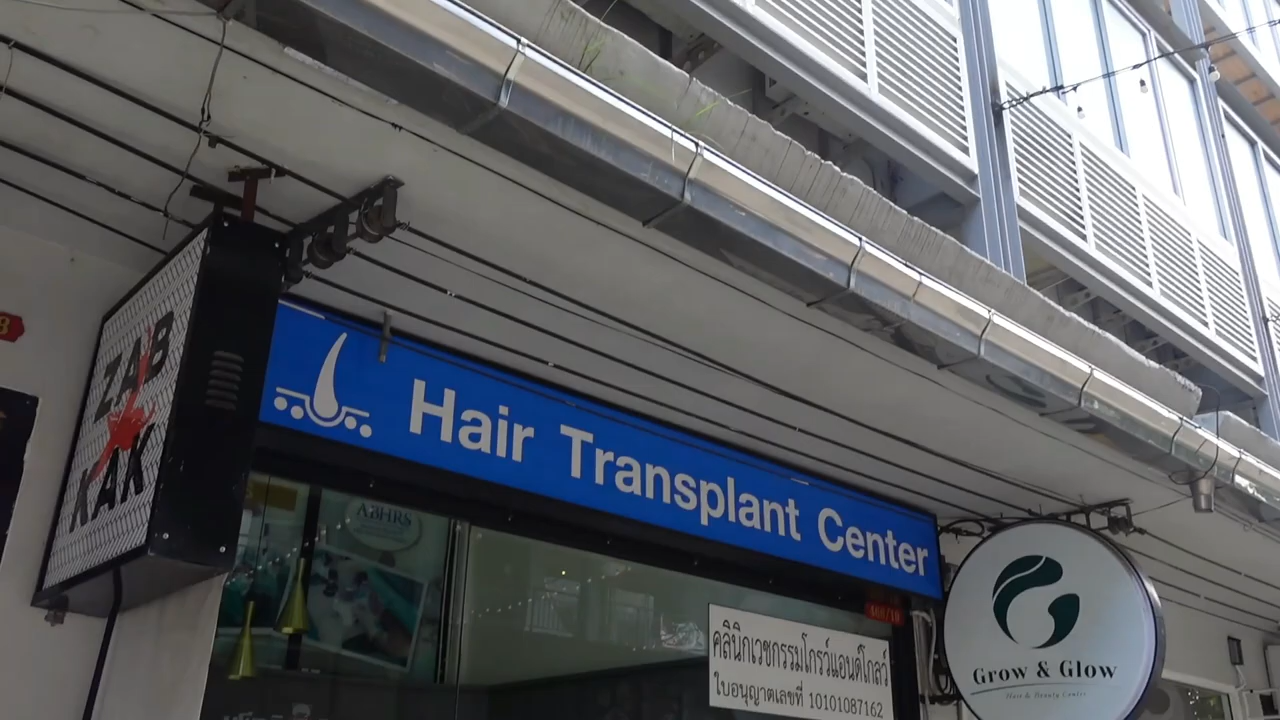 ZAB
KAK
Hair Transplant Center
ABHRS
คลินิกเวชกรรมโกรว์แอนด์โกลว์
ใบอนุญาตเลขที่ 10101087162
Grow & Glow
Hair & Beauty Center